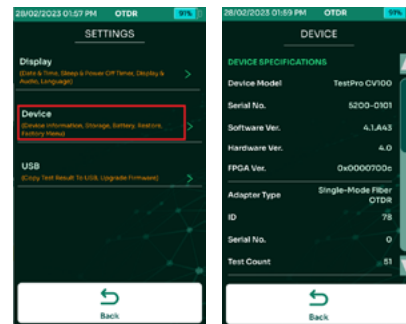 28/02/2023 01:57 PM OTDR 91%
SETTINGS
Display
(Date & Time, Sleep & Power Off Timer, Display & Audio, Language)
Device
(Device Information, Storage, Battery, Restore, Factory Menu)
USB
(Copy Test Result To USB, Upgrade Firmware)
Back
28/02/2023 01:59 PM OTDR 91%
DEVICE
DEVICE SPECIFICATIONS
Device Model TestPro CV100
Serial No. 5200-0101
Software Ver. 4.1.A43
Hardware Ver. 4.0
FPGA Ver. 0x0000700c
Adapter Type Single-Mode Fiber OTDR
ID 78
Serial No. 0
Test Count 51
Back